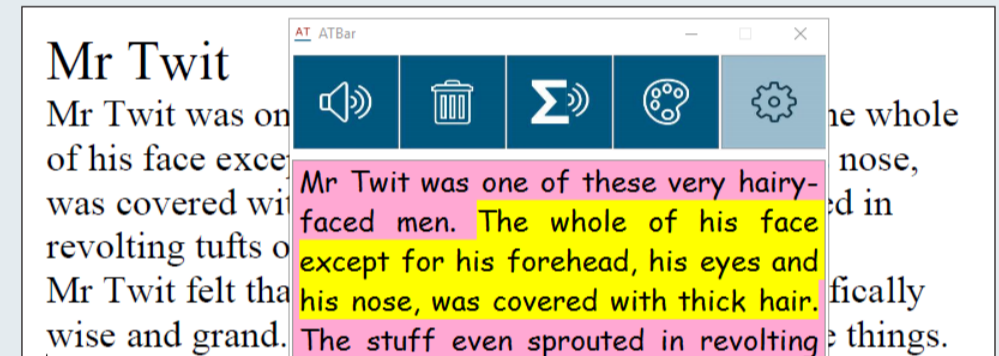 Mr Twit
Mr Twit was on
he whole
of his face exce
nose,
was covered wit
ed in
revolting tufts o
Mr Twit felt tha
fically
wise and grand.
e things.
AT ATBar
Mr Twit was one of these very hairy-
faced men. The whole of his face
except for his forehead, his eyes and
his nose, was covered with thick hair.
The stuff even sprouted in revolting